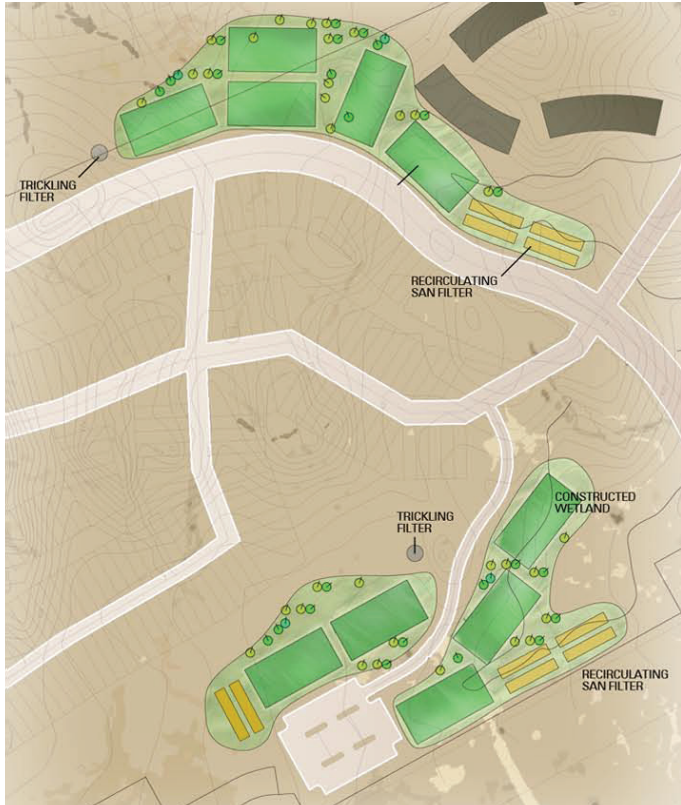 TRICKLING
FILTER
RECIRCULATING
SAN FILTER
CONSTRUCTED
WETLAND
TRICKLING
FILTER
RECIRCULATING
SAN FILTER